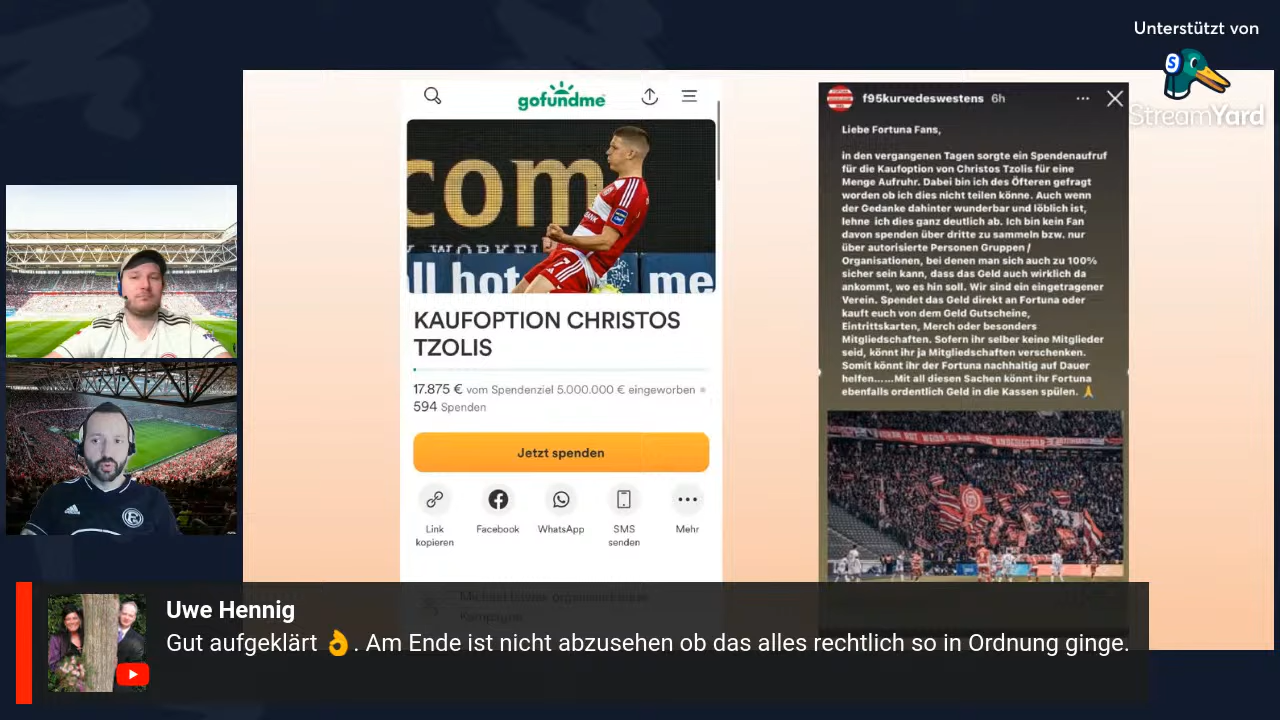 Unterstützt von
StreamYard
gofundme
.com
WORKEL
ll hot
me
KAUFOPTION CHRISTOS
TZOLIS
17.875 € vom Spendenziel 5.000.000 € eingeworben
594 Spenden
Jetzt spenden
Link
kopieren
Facebook
WhatsApp
SMS
senden
Mehr
f95kurvedeswestens 6h
Liebe Fortuna Fans,
in den vergangenen Tagen sorgte ein Spendenaufruf
für die Kaufoption von Christos Tzolis für eine
Menge Aufruhr. Dabei bin ich des Öfteren gefragt
worden ob ich dies nicht teilen könne. Auch wenn
der Gedanke dahinter wunderbar und löblich ist,
lehne ich dies ganz deutlich ab. Ich bin kein Fan
davon spenden über dritte zu sammeln bzw. nur
über autorisierte Personen Gruppen /
Organisationen, bei denen man sich auch zu 100%
sicher sein kann, dass das Geld auch wirklich da
ankommt, wo es hin soll. Wir sind ein eingetragener
Verein. Spendet das Geld direkt an Fortuna oder
kauft euch von dem Geld Gutscheine,
Eintrittskarten, Merch oder besonders
Mitgliedschaften. Sofern ihr selber keine Mitglieder
seid, könnt ihr ja Mitgliedschaften verschenken.
Somit könnt ihr der Fortuna nachhaltig auf Dauer
helfen......Mit all diesen Sachen könnt ihr Fortuna
ebenfalls ordentlich Geld in die Kassen spülen. 🙏
Kampagne
Uwe Hennig
Gut aufgeklärt 👌. Am Ende ist nicht abzusehen ob das alles rechtlich so in Ordnung ginge.